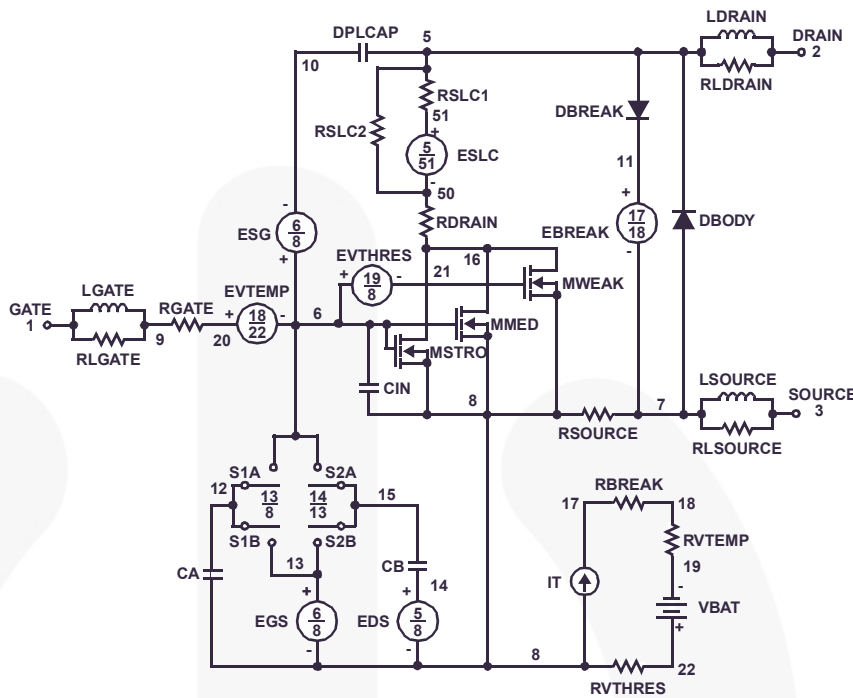 LDRAIN
DPLCAP
5
DRAIN
2
10
RLDRAIN
RSLC1
51
DBREAK
RSLC2
+
5
51
ESLC
-
11
50
-
+
17
18
RDRAIN
EBREAK
DBODY
6
8
ESG
+
-
16
EVTHRES
21
+
19
8
-
MWEAK
LGATE
EVTEMP
GATE
1
RGATE
+
18
22
-
6
MMED
9
20
MSTRO
RLGATE
LSOURCE
CIN
8
7
SOURCE
3
RSOURCE
RLSOURCE
S1A
S2A
12
13
8
14
13
15
RBREAK
17
18
S1B
S2B
RVTEMP
13
CB
19
CA
14
IT
-
+
+
VBAT
EGS
6
8
EDS
5
8
+
-
-
8
22
RVTHRES